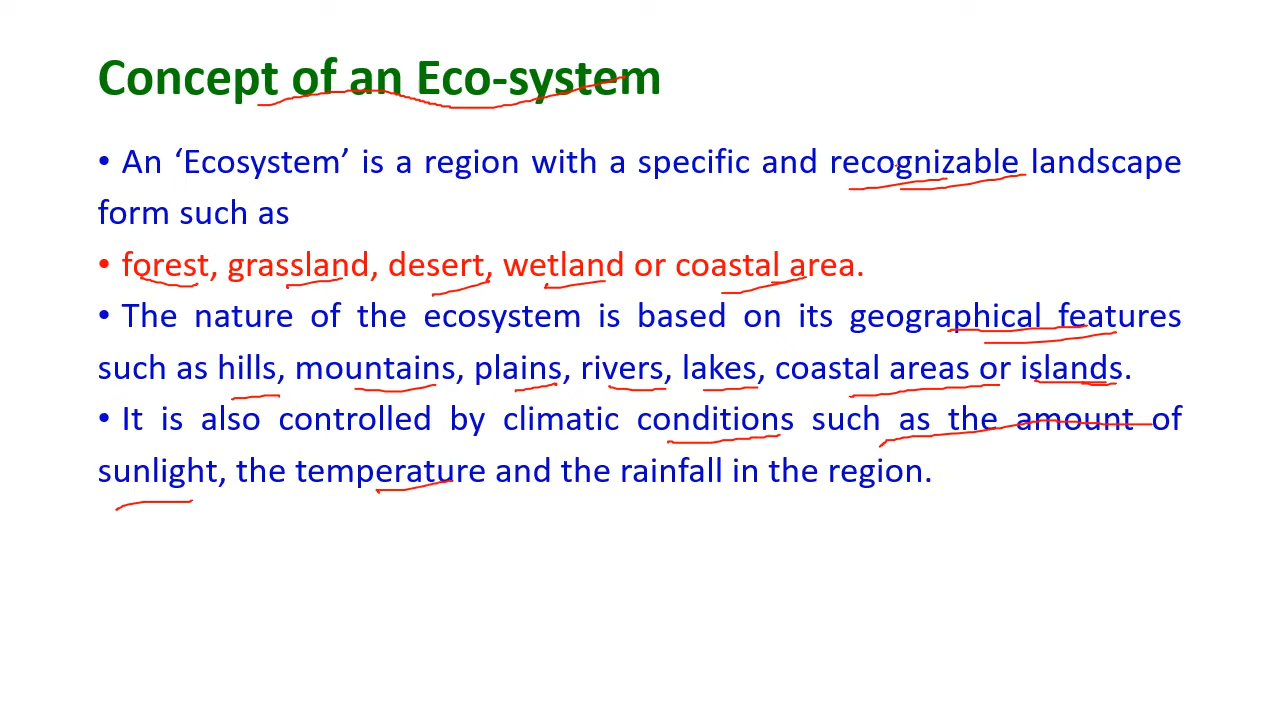 Concept of an Eco-system
• An ‘Ecosystem’ is a region with a specific and recognizable landscape
form such as
• forest, grassland, desert, wetland or coastal area.
• The nature of the ecosystem is based on its geographical features
such as hills, mountains, plains, rivers, lakes, coastal areas or islands.
• It is also controlled by climatic conditions such as the amount of
sunlight, the temperature and the rainfall in the region.